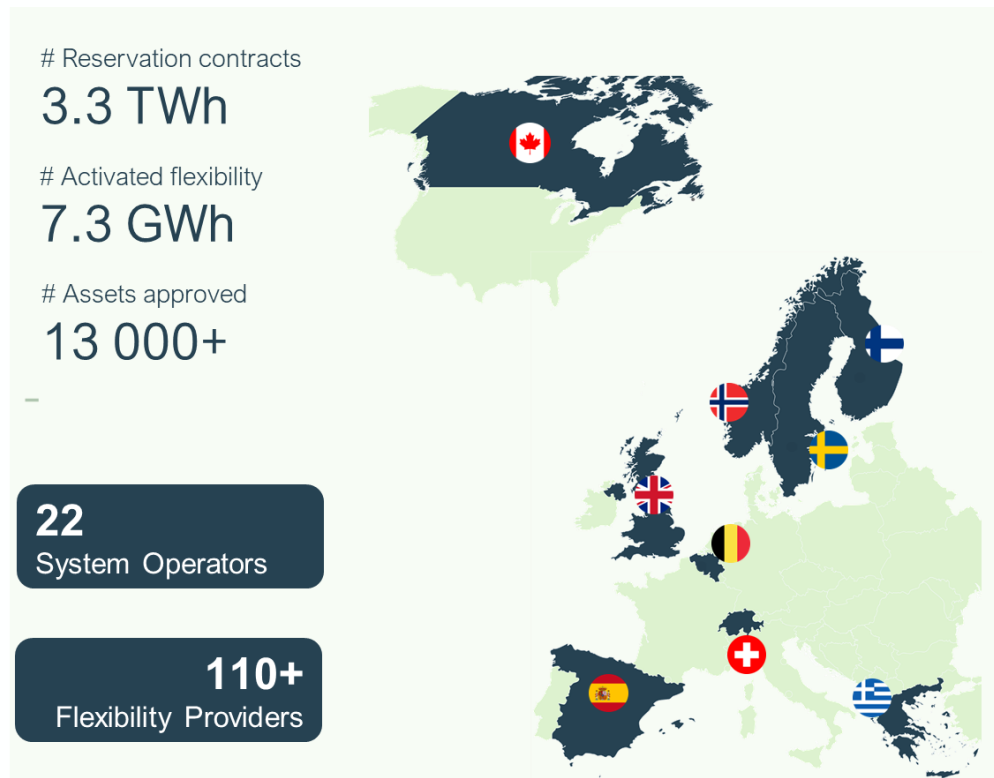 # Reservation contracts
3.3 TWh
# Activated flexibility
7.3 GWh
# Assets approved
13 000+
22
System Operators
110+
Flexibility Providers